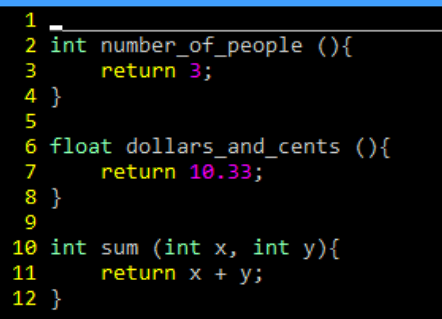 1
2 int number_of_people (){
3     return 3;
4 }
5
6 float dollars_and_cents (){
7     return 10.33;
8 }
9
10 int sum (int x, int y){
11     return x + y;
12 }